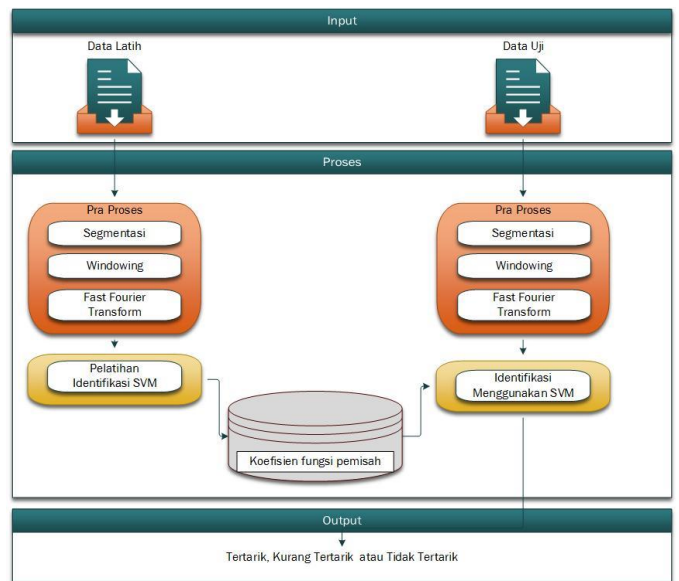 Input
Data Latih
Data Uji
Proses
Pra Proses
Segmentasi
Windowing
Fast Fourier
Transform
Pelatihan
Identifikasi SVM
Pra Proses
Segmentasi
Windowing
Fast Fourier
Transform
Identifikasi
Menggunakan SVM
Koefisien fungsi pemisah
Output
Tertarik, Kurang Tertarik atau Tidak Tertarik